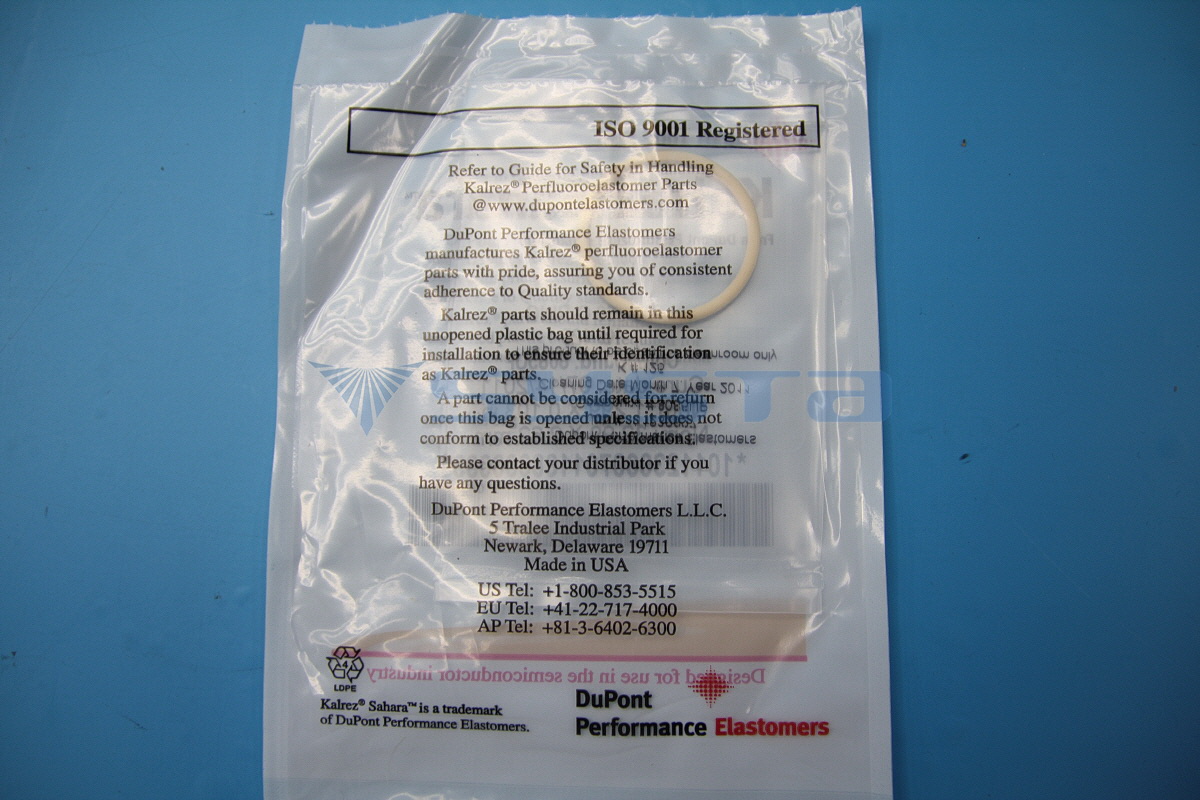 ISO 9001 Registered
Refer to Guide for Safety in Handling
Kalrez® Perfluoroelastomer Parts
@www.dupontelastomers.com
DuPont Performance Elastomers
manufactures Kalrez® perfluoroelastomer
parts with pride, assuring you of consistent
adherence to Quality standards.
Kalrez® parts should remain in this
unopened plastic bag until required for
installation to ensure their identification
as Kalrez® parts.
A part cannot be considered for return
once this bag is opened unless it does not
conform to established specifications.
Please contact your distributor if you
have any questions.
DuPont Performance Elastomers L.L.C.
5 Tralee Industrial Park
Newark, Delaware 19711
Made in USA
US Tel: +1-800-853-5515
EU Tel: +41-22-717-4000
AP Tel: +81-3-6402-6300
Designed for use in the semiconductor industry
4
LDPE
Kalrez® Sahara™ is a trademark
of DuPont Performance Elastomers.
DuPont
Performance Elastomers